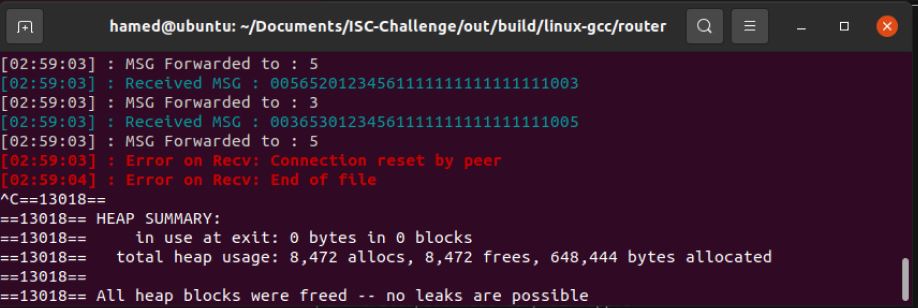 hamed@ubuntu: ~/Documents/ISC-Challenge/out/build/linux-gcc/router
[02:59:03] : MSG Forwarded to : 5
[02:59:03] : Received MSG : 00565201234561111111111111111003
[02:59:03] : MSG Forwarded to : 3
[02:59:03] : Received MSG : 00365301234561111111111111111005
[02:59:03] : MSG Forwarded to : 5
[02:59:03] : Error on Recv: Connection reset by peer
[02:59:04] : Error on Recv: End of file
^C==13018==
==13018== HEAP SUMMARY:
==13018==     in use at exit: 0 bytes in 0 blocks
==13018==   total heap usage: 8,472 allocs, 8,472 frees, 648,444 bytes allocated
==13018==
==13018== All heap blocks were freed -- no leaks are possible